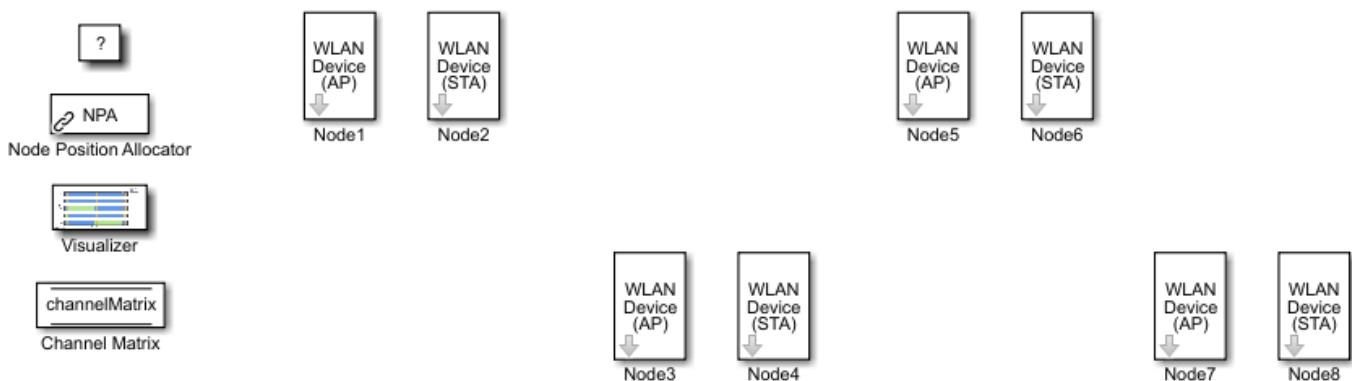 ?
NPA
Node Position Allocator
Visualizer
channelMatrix
Channel Matrix
WLAN
Device
(AP)
Node1
WLAN
Device
(STA)
Node2
WLAN
Device
(AP)
Node3
WLAN
Device
(STA)
Node4
WLAN
Device
(AP)
Node5
WLAN
Device
(STA)
Node6
WLAN
Device
(AP)
Node7
WLAN
Device
(STA)
Node8